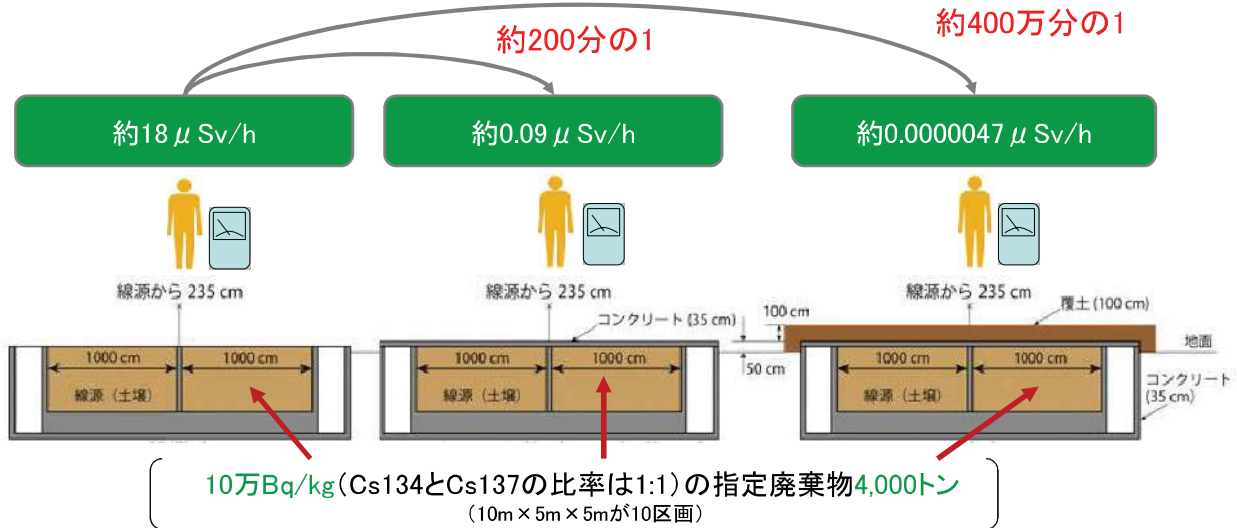 約200分の1
約400万分の1
約18μSv/h
約0.09μSv/h
約0.0000047μSv/h
線源から 235 cm
線源から 235 cm
線源から 235 cm
コンクリート (35 cm)
100 cm
覆土 (100 cm)
地面
50 cm
1000 cm
1000 cm
線源（土壌）
1000 cm
1000 cm
線源（土壌）
1000 cm
1000 cm
線源（土壌）
コンクリート
(35 cm)
10万Bq/kg(Cs134とCs137の比率は1:1)の指定廃棄物4,000トン
(10m×5m×5mが10区画)